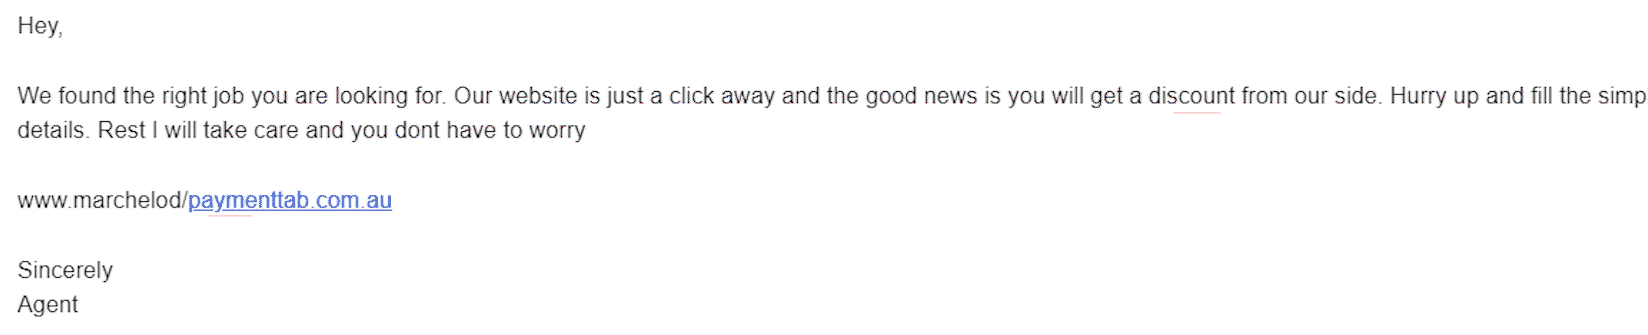 Hey,
We found the right job you are looking for. Our website is just a click away and the good news is you will get a discount from our side. Hurry up and fill the simp
details. Rest I will take care and you dont have to worry
www.marchelod/paymenttab.com.au
Sincerely
Agent